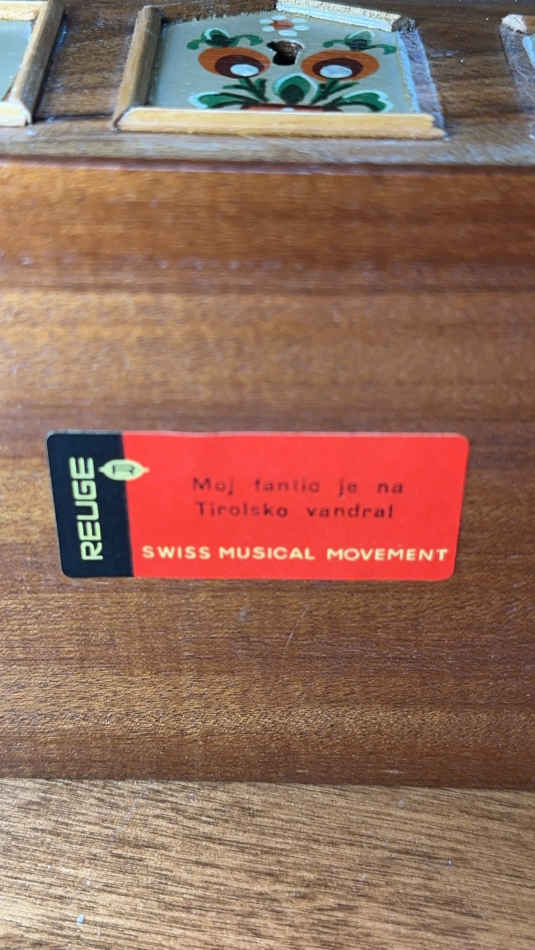 REUGE
R
Moj fantic je na
Tirolsko vandral
SWISS MUSICAL MOVEMENT